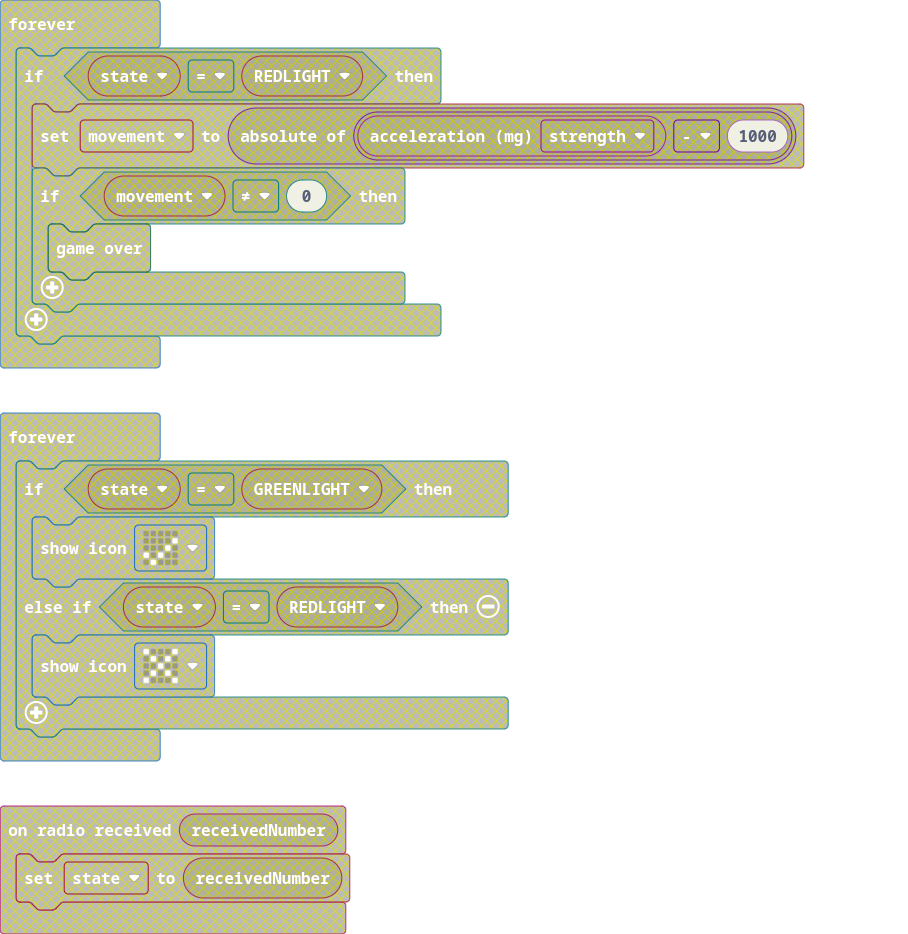 forever
if state = REDLIGHT then
set movement to absolute of acceleration (mg) strength - 1000
if movement ≠ 0 then
game over
forever
if state = GREENLIGHT then
show icon
else if state = REDLIGHT then
show icon
on radio received receivedNumber
set state to receivedNumber